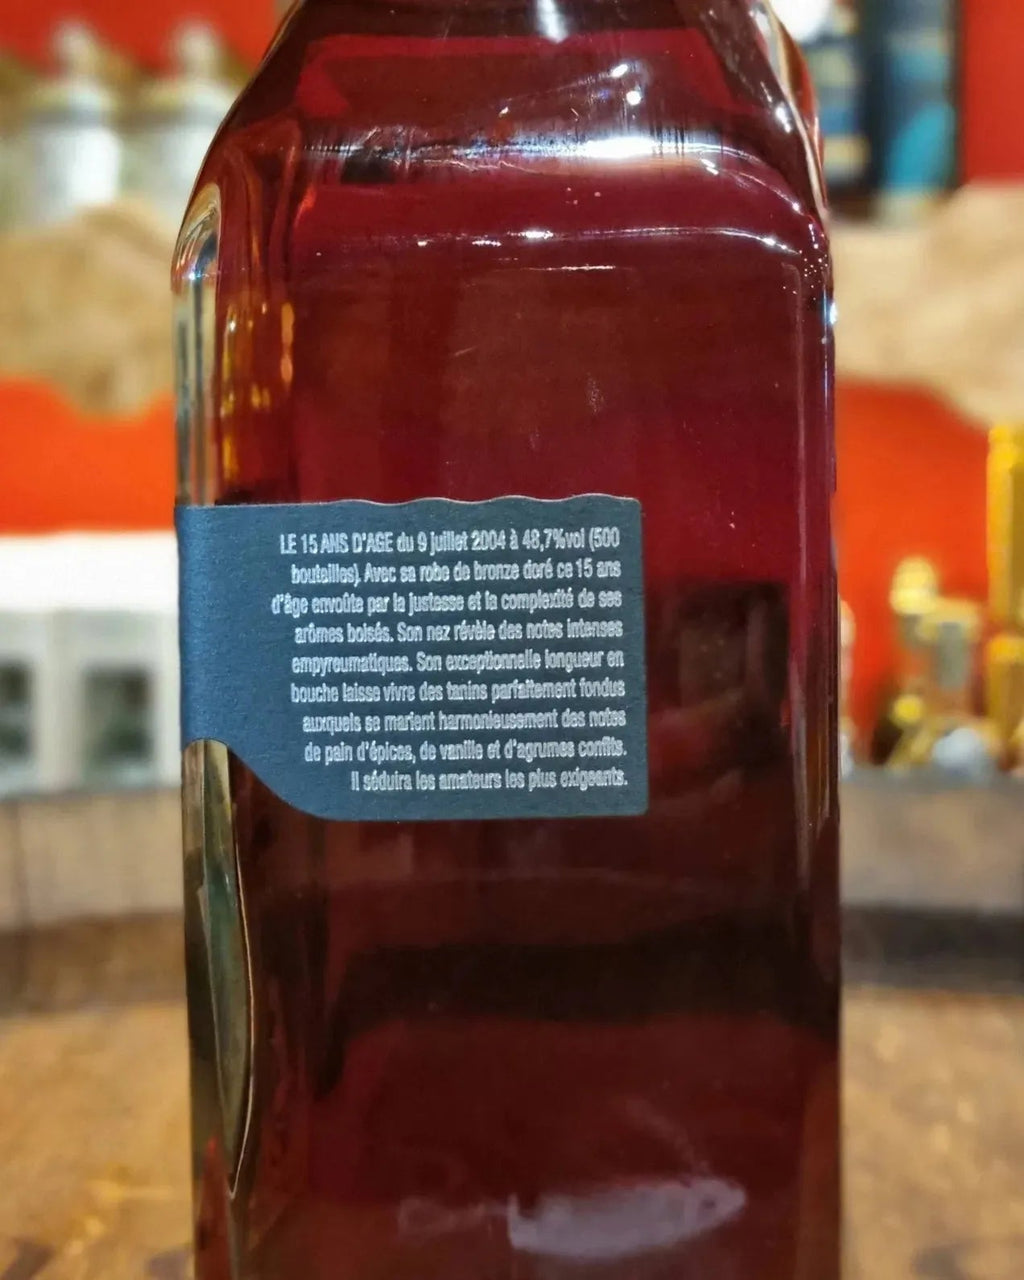 LE 15 ANS D'AGE du 9 juillet 2004 à 48,7%vol (500
bouteilles). Avec sa robe de bronze doré ce 15 ans
d'âge envoûte par la justesse et la complexité de ses
arômes boisés. Son nez révèle des notes intenses
empyreumatiques. Son exceptionnelle longueur en
bouche laisse vivre des tanins parfaitement fondus
auxquels se marient harmonieusement des notes
de pain d'épices, de vanille et d'agrumes confits.
Il séduira les amateurs les plus exigeants.